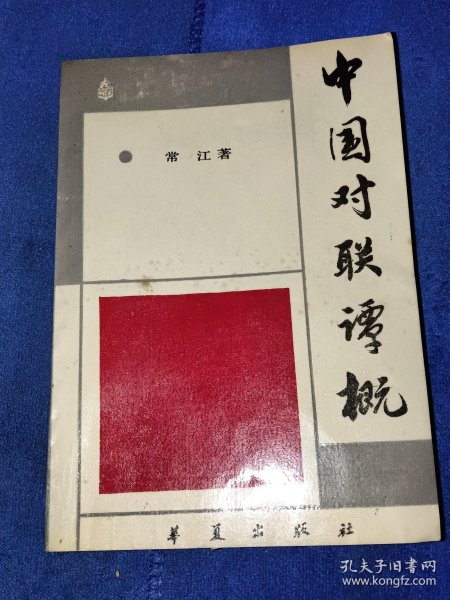 中国对联谭概
常 江 著
华夏出版社
孔夫子旧书网
www.kongfz.com